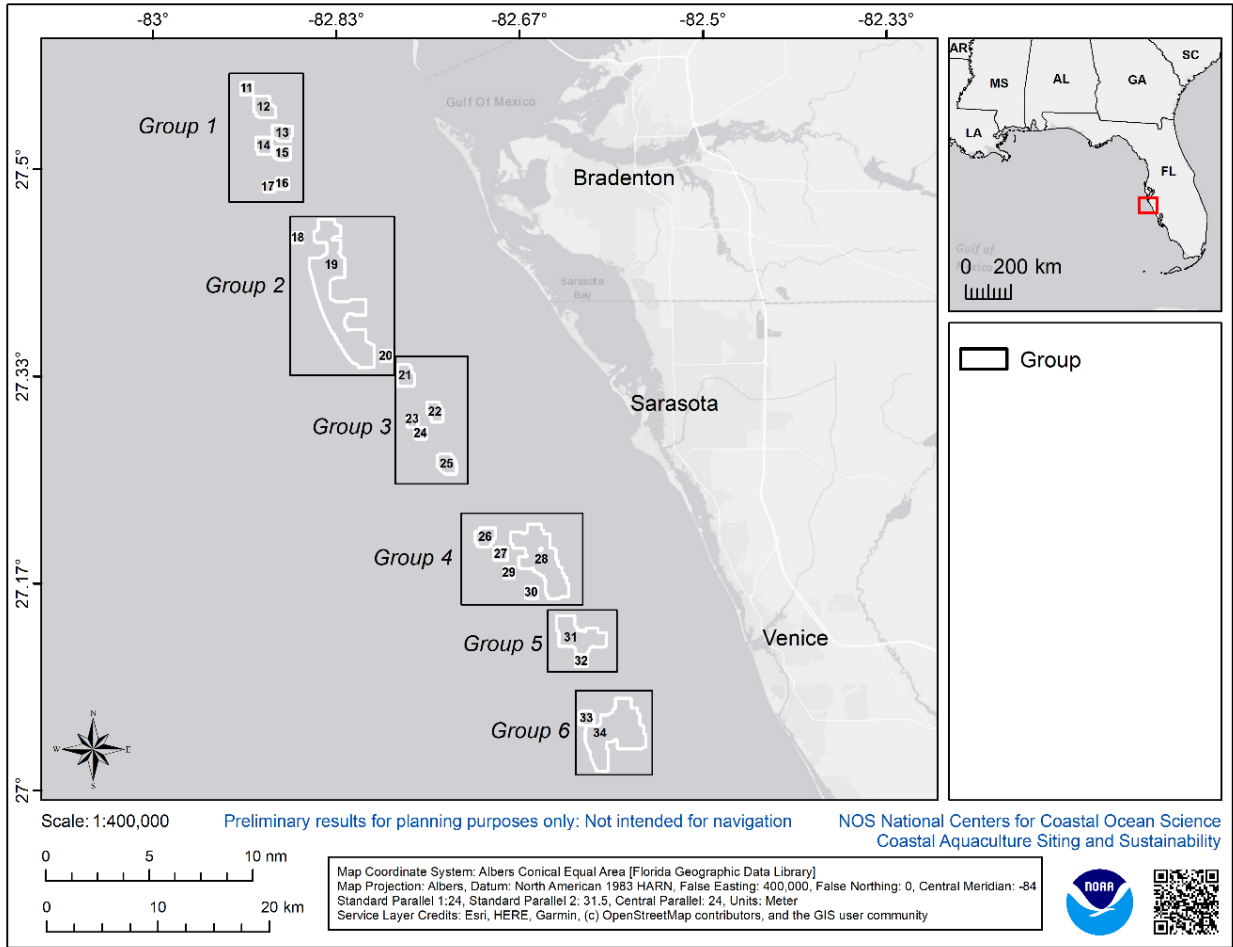 -83°
-82.83°
-82.67°
-82.5°
-82.33°
27.5°
27.33°
27.17°
27°
Gulf Of Mexico
Bradenton
Sarasota
Bay
Sarasota
Venice
Group 1
11
12
13
14
15
17
16
Group 2
18
19
20
Group 3
21
22
23
24
25
Group 4
26
27
28
29
30
Group 5
31
32
Group 6
33
34
N
W
E
S
AR
SC
MS
AL
GA
LA
FL
Gulf of
Mexico
0 200 km
Group
Scale: 1:400,000
Preliminary results for planning purposes only: Not intended for navigation
NOS National Centers for Coastal Ocean Science
Coastal Aquaculture Siting and Sustainability
0 5 10 nm
0 10 20 km
Map Coordinate System: Albers Conical Equal Area [Florida Geographic Data Library]
Map Projection: Albers, Datum: North American 1983 HARN, False Easting: 400,000, False Northing: 0, Central Meridian: -84
Standard Parallel 1:24, Standard Parallel 2: 31.5, Central Parallel: 24, Units: Meter
Service Layer Credits: Esri, HERE, Garmin, (c) OpenStreetMap contributors, and the GIS user community
NOAA